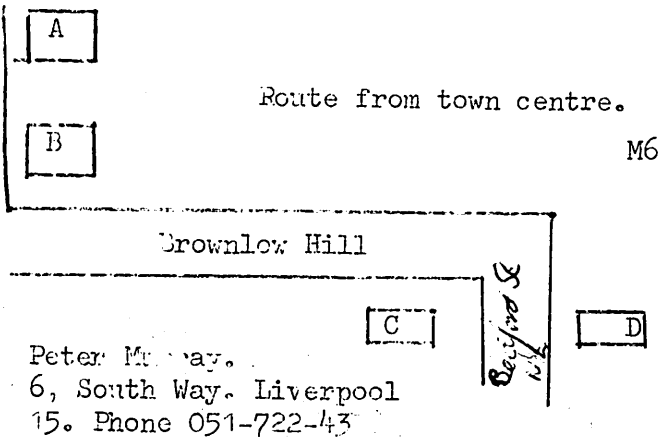 A
Route from town centre.
B
M6
Brownlow Hill
C
D
Peter
6, South Way. Liverpool
15. Phone 051-722-43